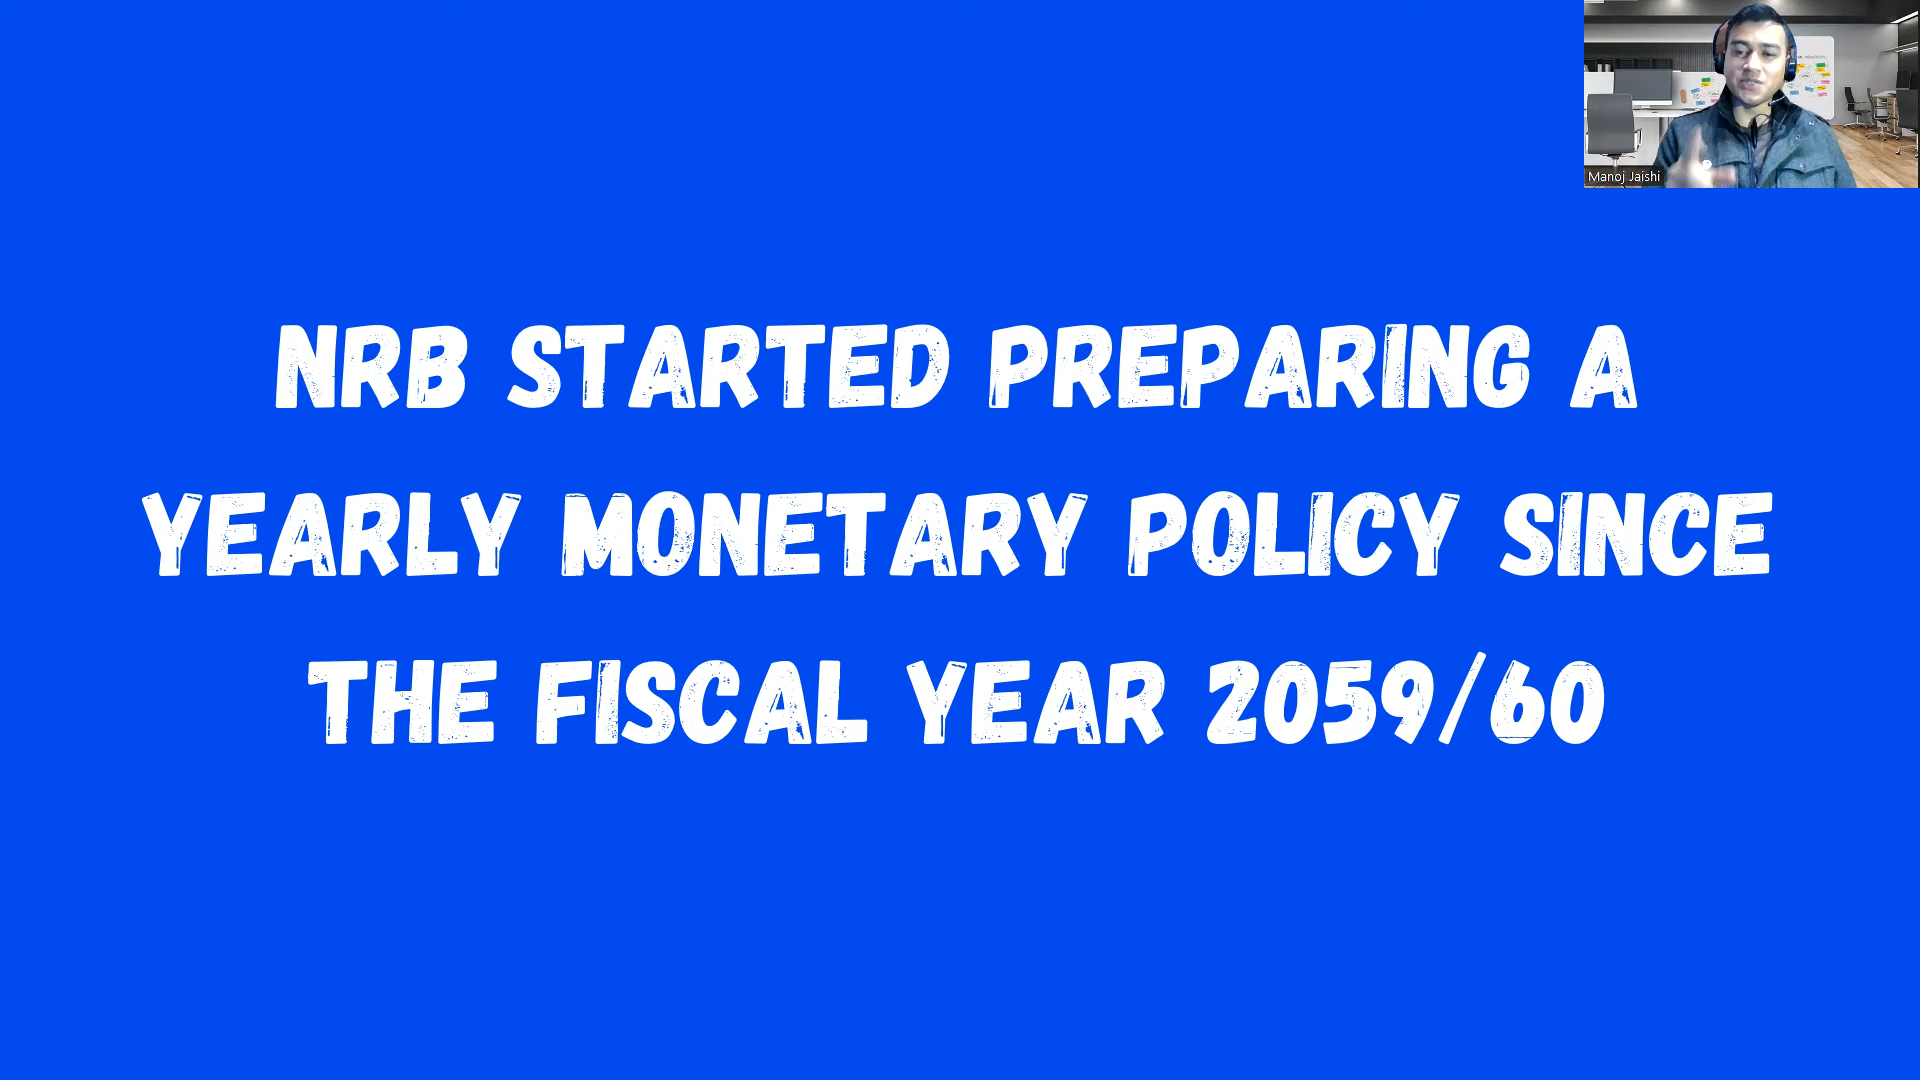 Manoj Jaishi
NRB STARTED PREPARING A
YEARLY MONETARY POLICY SINCE
THE FISCAL YEAR 2059/60